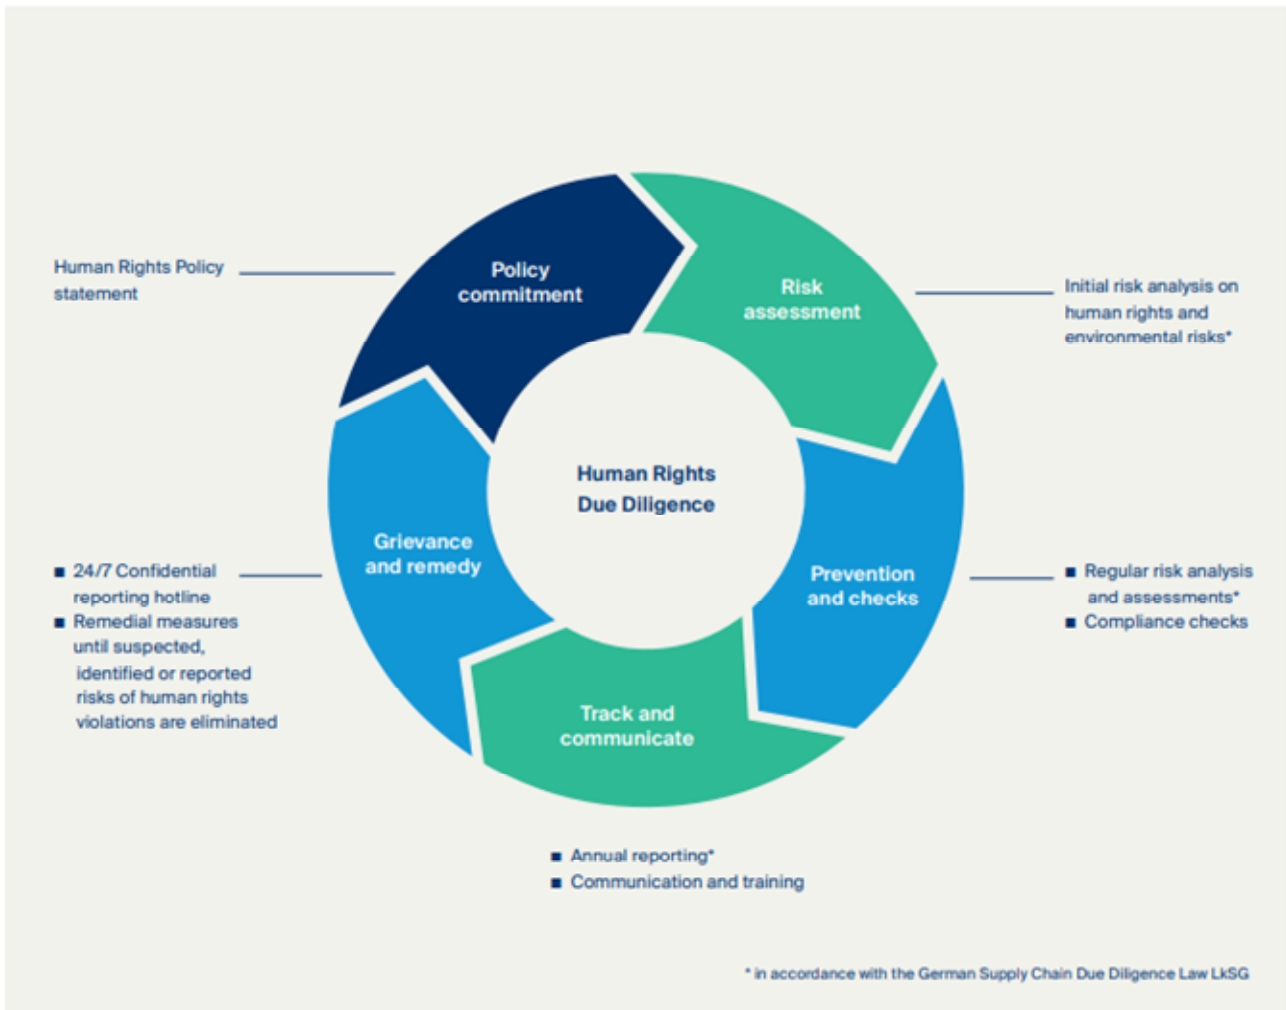 Human Rights Policy
statement
Policy
commitment
Risk
assessment
Initial risk analysis on
human rights and
environmental risks*
Human Rights
Due Diligence
Grievance
and remedy
Prevention
and checks
■ 24/7 Confidential
reporting hotline
■ Remedial measures
until suspected,
identified or reported
risks of human rights
violations are eliminated
■ Regular risk analysis
and assessments*
■ Compliance checks
Track and
communicate
■ Annual reporting*
■ Communication and training
* in accordance with the German Supply Chain Due Diligence Law LkSG